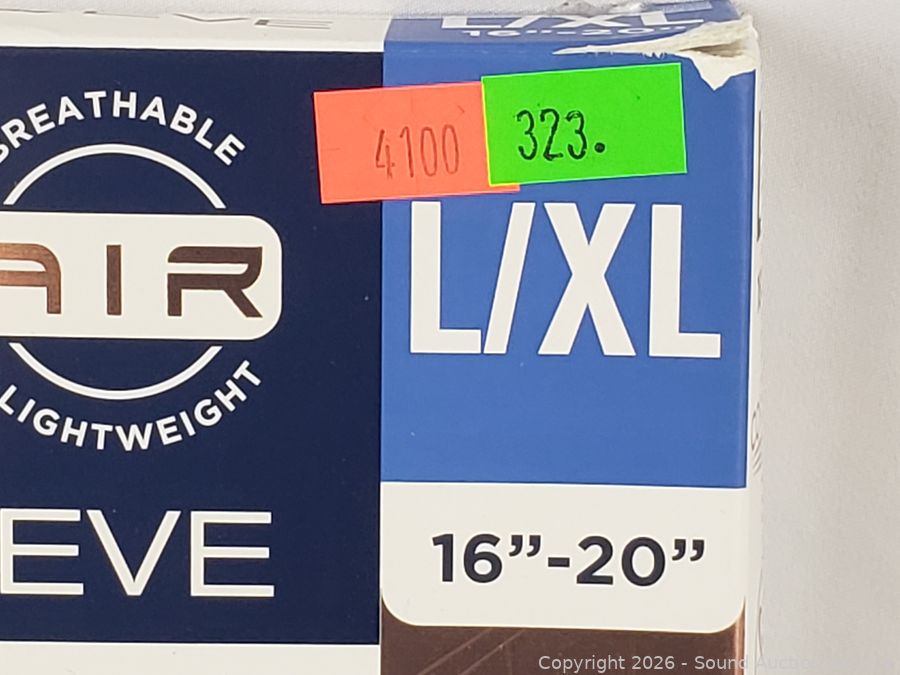 L/XL
16"-20"
BREATHABLE
AIR
LIGHTWEIGHT
EVE
4100
323.
L/XL
16"-20"
Copyright 2026 - Sound Auction